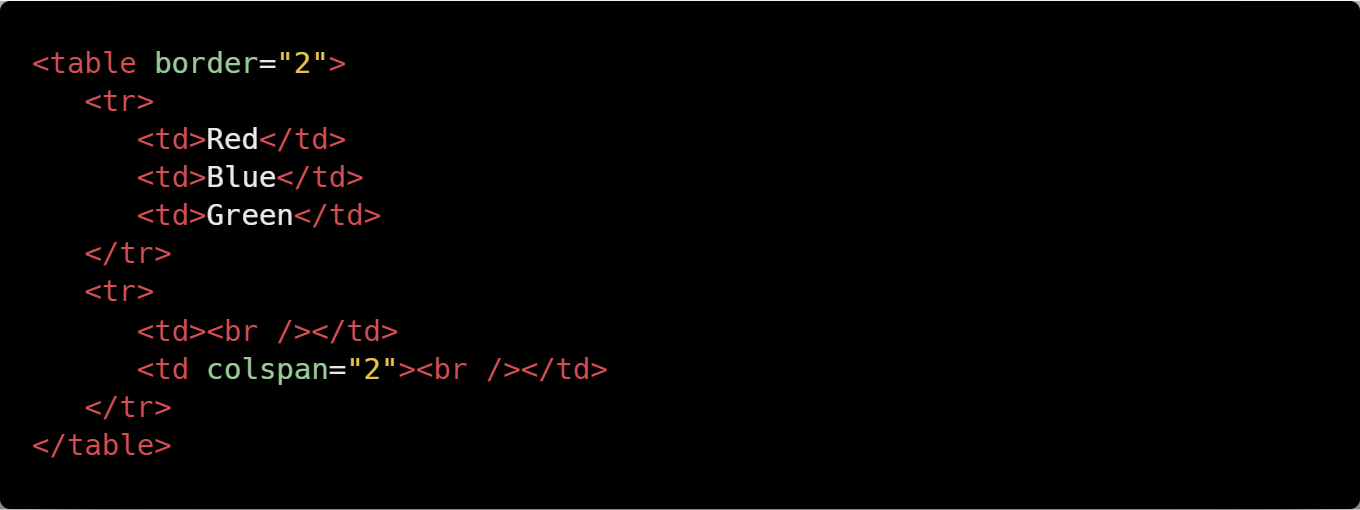 <table border="2">
<tr>
<td>Red</td>
<td>Blue</td>
<td>Green</td>
</tr>
<tr>
<td><br /></td>
<td colspan="2"><br /></td>
</tr>
</table>